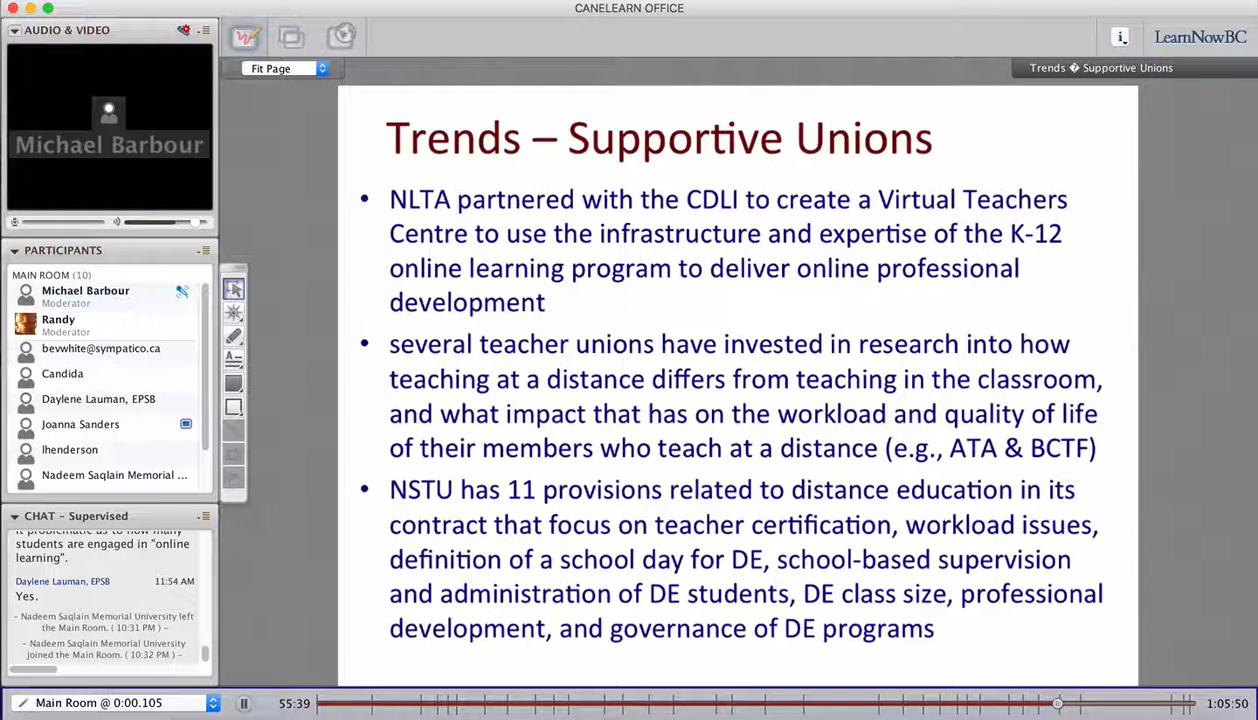 CANELEARN OFFICE
AUDIO & VIDEO
Michael Barbour
PARTICIPANTS
MAIN ROOM (10)
Michael Barbour
Moderator
Randy
Moderator
bevwhite@sympatico.ca
Candida
Daylene Lauman, EPSB
Joanna Sanders
lhenderson
Nadeem Saqlain Memorial ...
CHAT – Supervised
it problematic as to how many
students are engaged in "online
learning".
Daylene Lauman, EPSB 11:54 AM
Yes.
– Nadeem Saqlain Memorial University left
the Main Room. ( 10:31 PM ) –
– Nadeem Saqlain Memorial University
joined the Main Room. ( 10:32 PM ) –
Fit Page
LearnNowBC
Trends � Supportive Unions
Trends – Supportive Unions
• NLTA partnered with the CDLI to create a Virtual Teachers
Centre to use the infrastructure and expertise of the K-12
online learning program to deliver online professional
development
• several teacher unions have invested in research into how
teaching at a distance differs from teaching in the classroom,
and what impact that has on the workload and quality of life
of their members who teach at a distance (e.g., ATA & BCTF)
• NSTU has 11 provisions related to distance education in its
contract that focus on teacher certification, workload issues,
definition of a school day for DE, school-based supervision
and administration of DE students, DE class size, professional
development, and governance of DE programs
Main Room @ 0:00.105
55:39
1:05:50